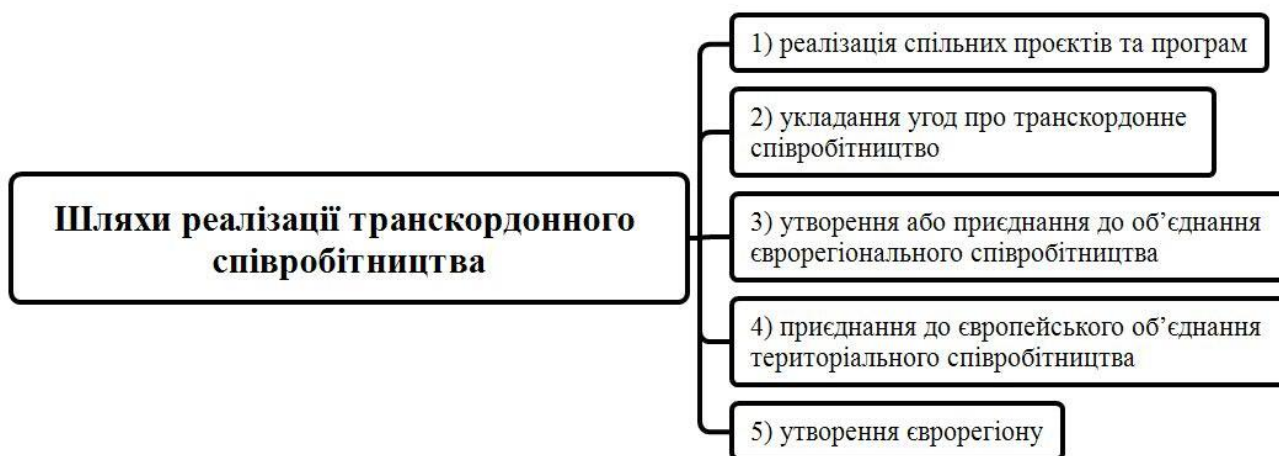 Шляхи реалізації транскордонного
співробітництва
1) реалізація спільних проєктів та програм
2) укладання угод про транскордонне
співробітництво
3) утворення або приєднання до об’єднання
єврорегіонального співробітництва
4) приєднання до європейського об’єднання
територіального співробітництва
5) утворення єврорегіону